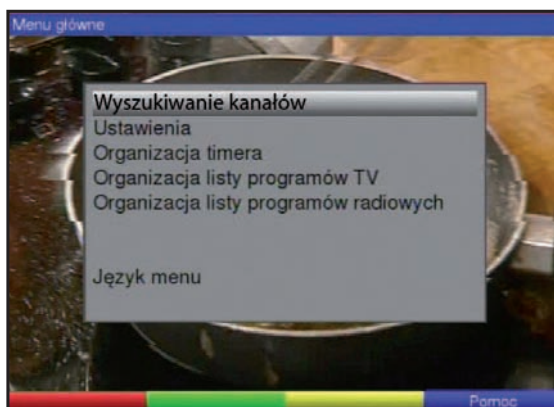 Menu główne
Wyszukiwanie kanałów
Ustawienia
Organizacja timera
Organizacja listy programów TV
Organizacja listy programów radiowych
Język menu
Pomoc